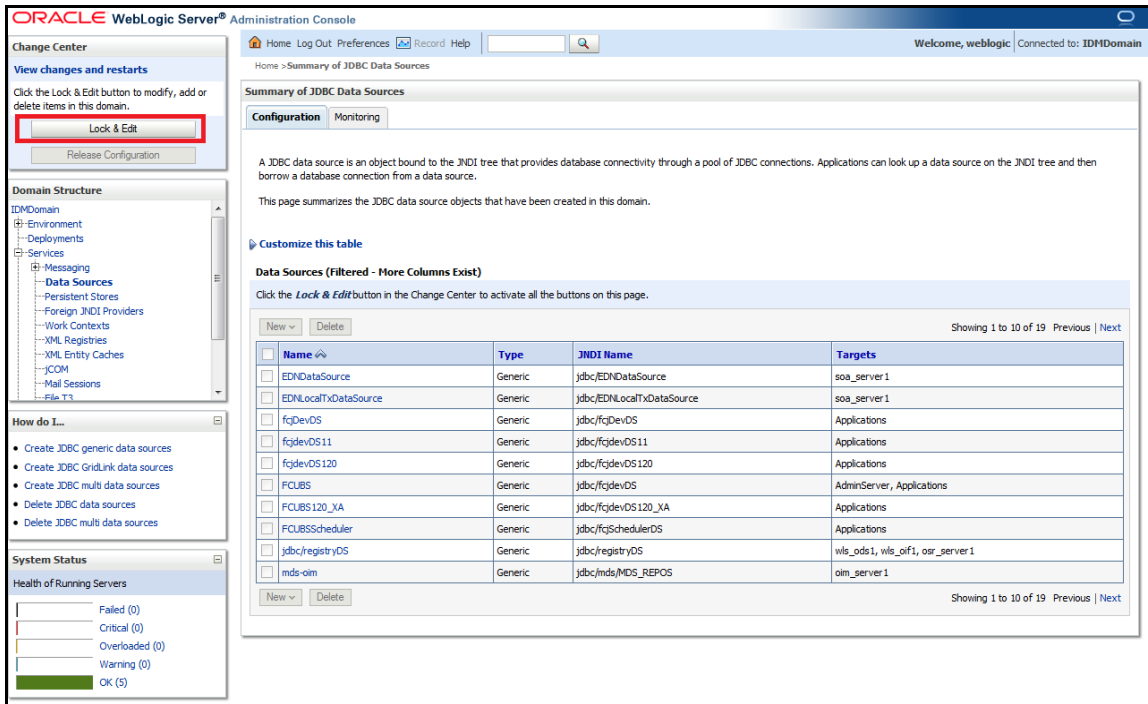 ORACLE WebLogic Server® Administration Console
Change Center
View changes and restarts
Click the Lock & Edit button to modify, add or
delete items in this domain.
Lock & Edit
Release Configuration
Domain Structure
IDMDomain
Environment
Deployments
Services
Messaging
Data Sources
Persistent Stores
Foreign JNDI Providers
Work Contexts
XML Registries
XML Entity Caches
jCOM
Mail Sessions
File T3
How do I...
Create JDBC generic data sources
Create JDBC GridLink data sources
Create JDBC multi data sources
Delete JDBC data sources
Delete JDBC multi data sources
System Status
Health of Running Servers
Failed (0)
Critical (0)
Overloaded (0)
Warning (0)
OK (5)
Home Log Out Preferences Record Help
Welcome, weblogic Connected to: IDMDomain
Home >Summary of JDBC Data Sources
Summary of JDBC Data Sources
Configuration Monitoring
A JDBC data source is an object bound to the JNDI tree that provides database connectivity through a pool of JDBC connections. Applications can look up a data source on the JNDI tree and then
borrow a database connection from a data source.
This page summarizes the JDBC data source objects that have been created in this domain.
Customize this table
Data Sources (Filtered - More Columns Exist)
Click the Lock & Edit button in the Change Center to activate all the buttons on this page.
New Delete Showing 1 to 10 of 19 Previous | Next
Name Type JNDI Name Targets
EDNDataSource Generic jdbc/EDNDataSource soa_server1
EDNLocalTxDataSource Generic jdbc/EDNLocalTxDataSource soa_server1
fcjDevDS Generic jdbc/fcjDevDS Applications
fcjdevDS11 Generic jdbc/fcjdevDS11 Applications
fcjdevDS120 Generic jdbc/fcjdevDS120 Applications
FCUBS Generic jdbc/fcjdevDS AdminServer, Applications
FCUBS120_XA Generic jdbc/fcjdevDS120_XA Applications
FCUBSScheduler Generic jdbc/fcjSchedulerDS Applications
jdbc/registryDS Generic jdbc/registryDS wls_ods1, wls_oif1, osr_server1
mds-oim Generic jdbc/mds/MDS_REPOS oim_server1
New Delete Showing 1 to 10 of 19 Previous | Next